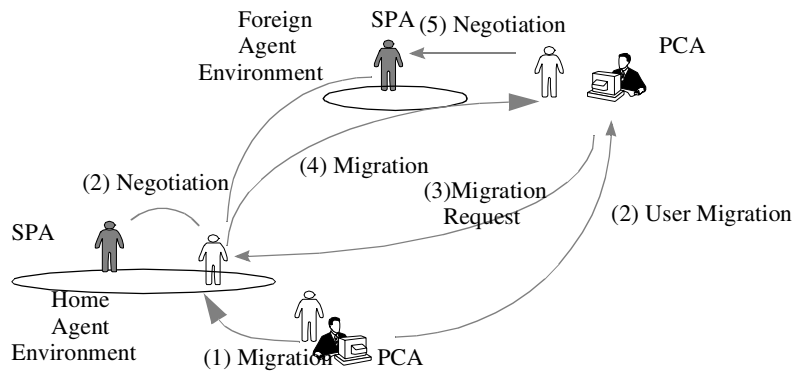 Foreign
Agent
Environment
SPA
(5) Negotiation
PCA
(4) Migration
(2) Negotiation
(3)Migration
Request
(2) User Migration
SPA
Home
Agent
Environment
(1) Migration
PCA